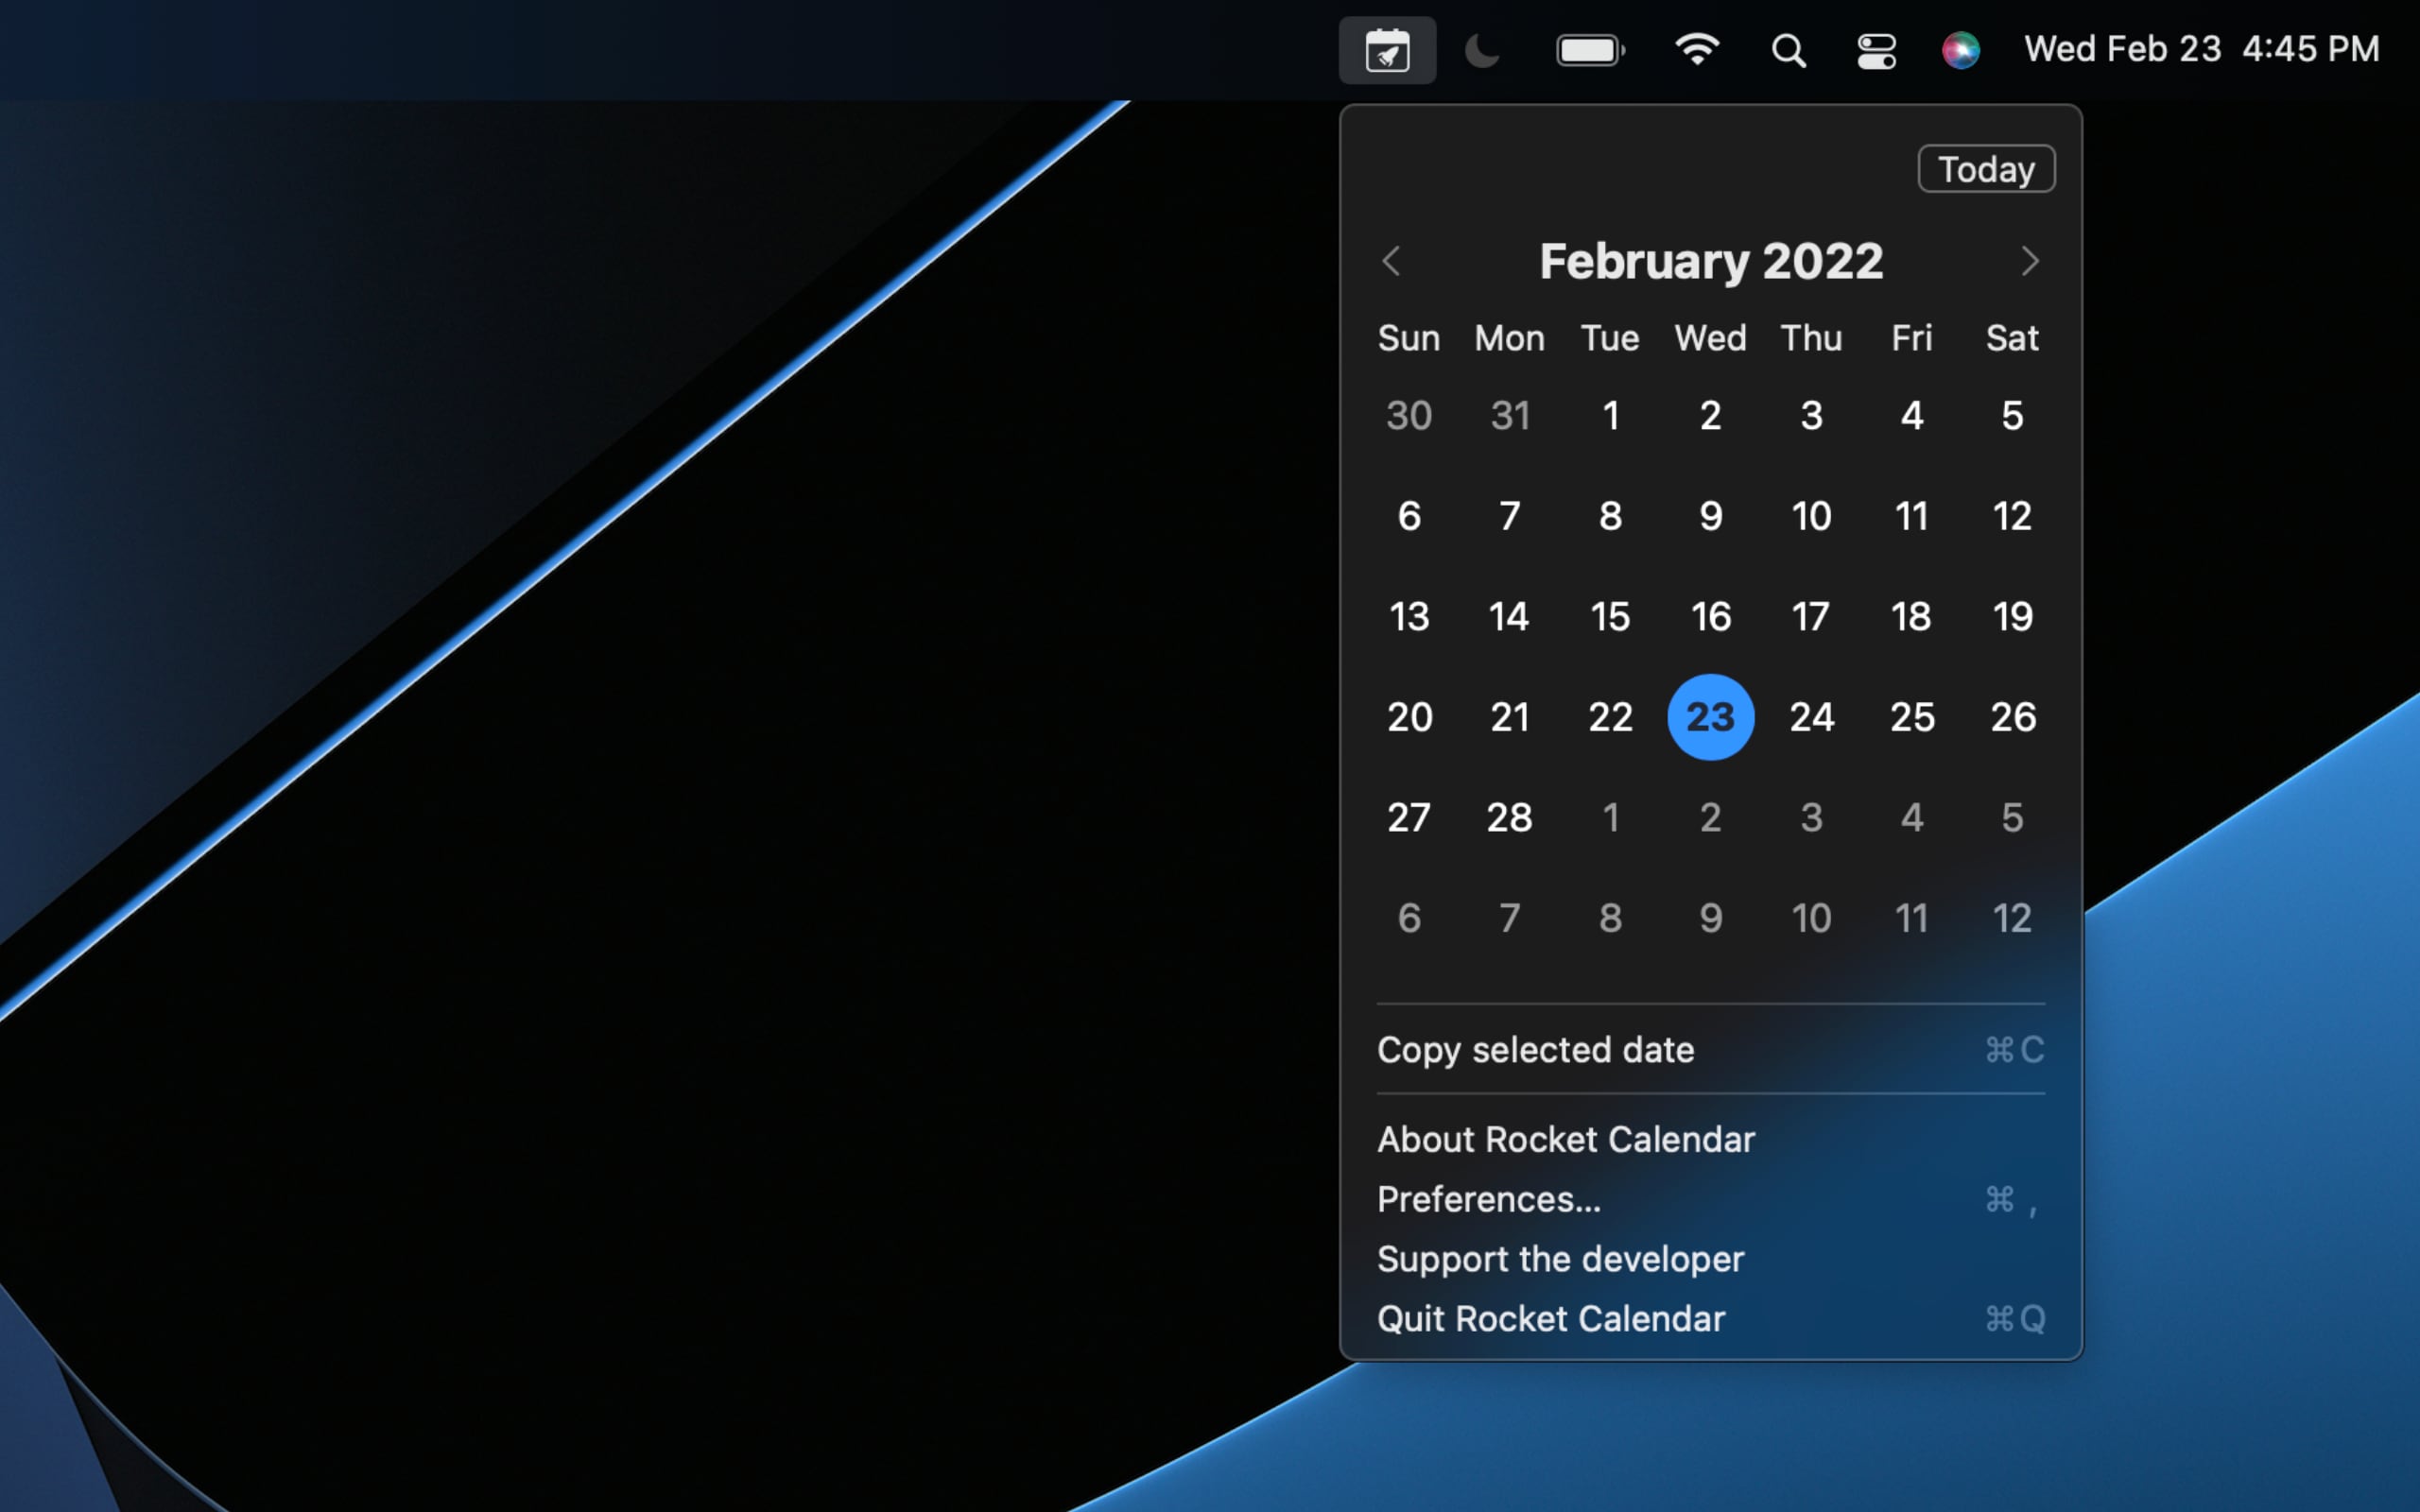 Wed Feb 23 4:45 PM
Today
February 2022
Sun Mon Tue Wed Thu Fri Sat
30 31 1 2 3 4 5
6 7 8 9 10 11 12
13 14 15 16 17 18 19
20 21 22 23 24 25 26
27 28 1 2 3 4 5
6 7 8 9 10 11 12
Copy selected date ⌘C
About Rocket Calendar
Preferences... ⌘,
Support the developer
Quit Rocket Calendar ⌘Q